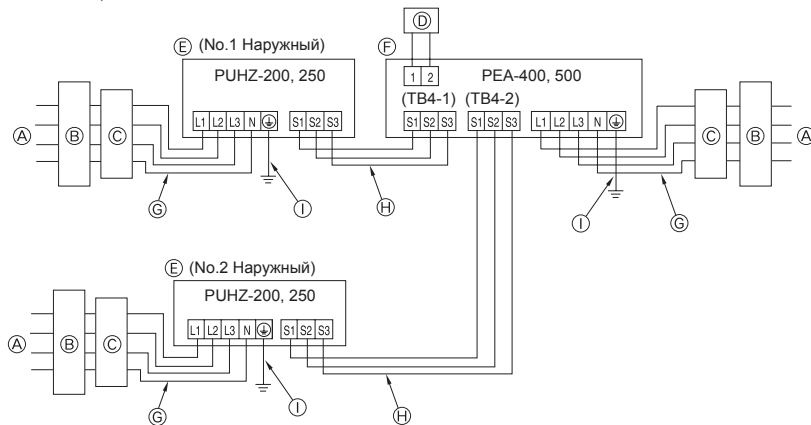 D
E (No.1 Наружный)
F
PUHZ-200, 250
1 2
PEA-400, 500
(TB4-1) (TB4-2)
L1 L2 L3 N S1 S2 S3
S1 S2 S3 S1 S2 S3 L1 L2 L3 N
A B C
C B A
G I H I G
E (No.2 Наружный)
PUHZ-200, 250
L1 L2 L3 N S1 S2 S3
A B C
G I H